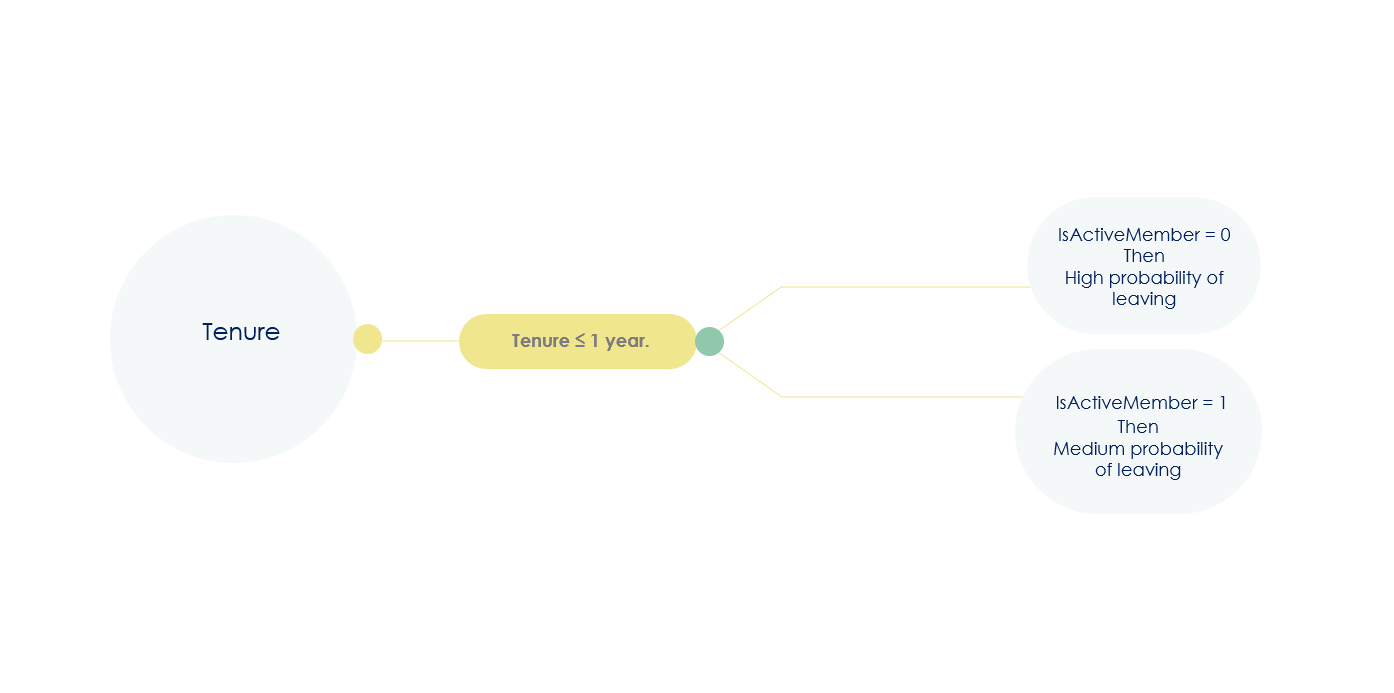 Tenure
Tenure ≤ 1 year.
IsActiveMember = 0
Then
High probability of
leaving
IsActiveMember = 1
Then
Medium probability
of leaving